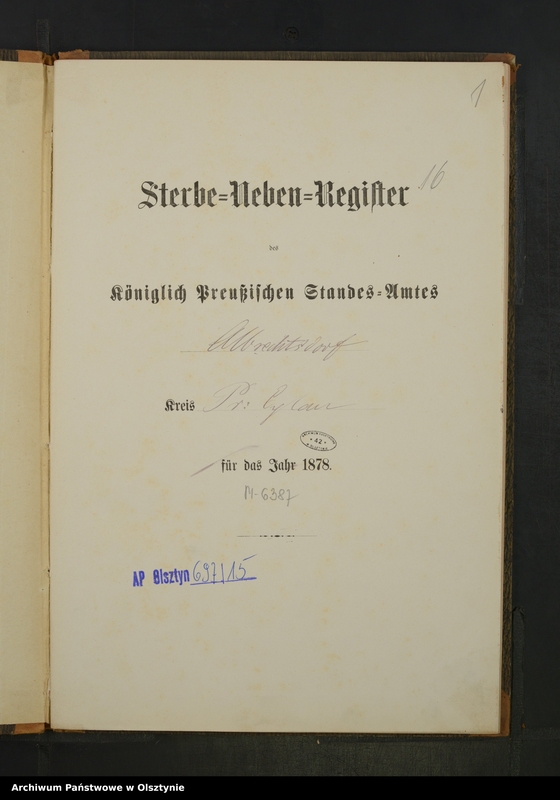 1
16
Sterbe=Neben=Register
des
Königlich Preußischen Standes=Amtes
Albrechtsdorf
Kreis Pr: Eylau
42
für das Jahr 1878.
M-6387
AP Olsztyn 697/15
Archiwum Państwowe w Olsztynie